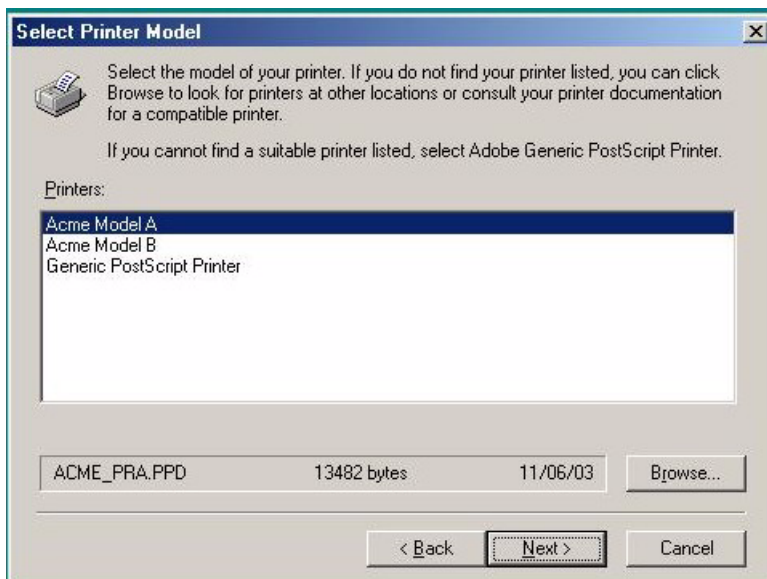 Select Printer Model
Select the model of your printer. If you do not find your printer listed, you can click
Browse to look for printers at other locations or consult your printer documentation
for a compatible printer.
If you cannot find a suitable printer listed, select Adobe Generic PostScript Printer.
Printers:
Acme Model A
Acme Model B
Generic PostScript Printer
ACME_PRA.PPD 13482 bytes 11/06/03 Browse...
< Back Next > Cancel